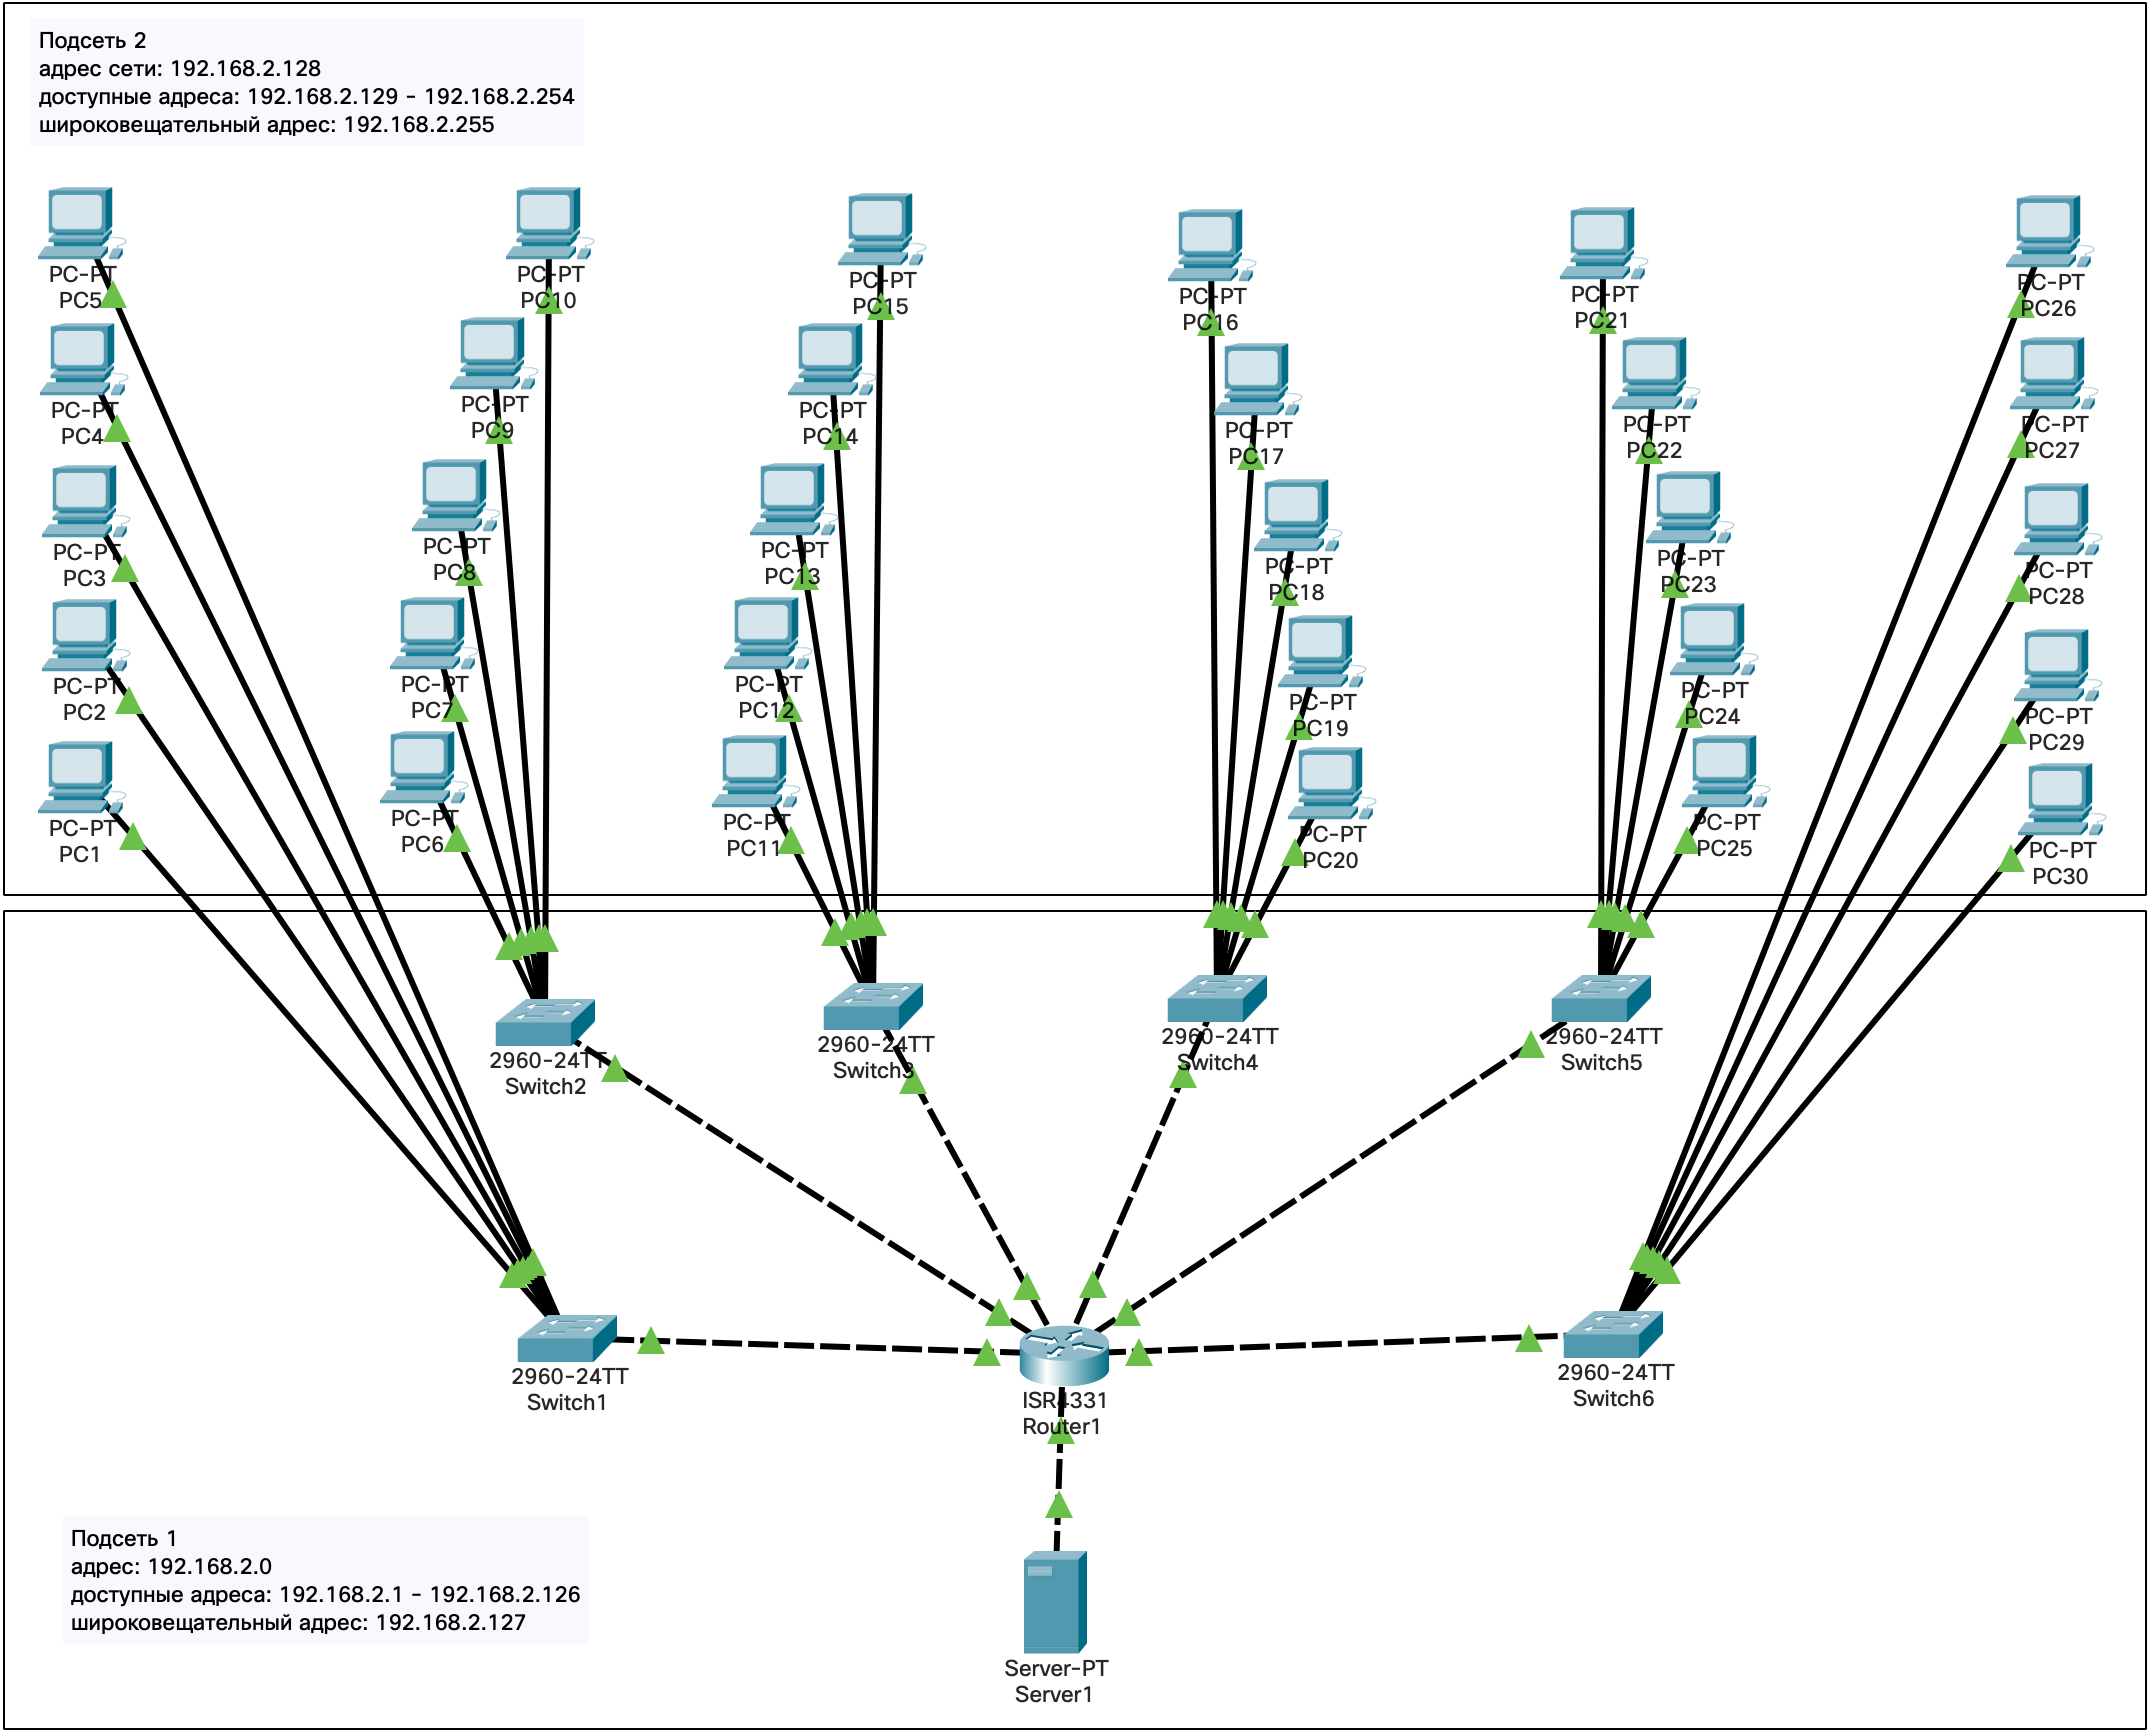 Подсеть 2
адрес сети: 192.168.2.128
доступные адреса: 192.168.2.129 - 192.168.2.254
широковещательный адрес: 192.168.2.255
PC-PT
PC5
PC-PT
PC4
PC-PT
PC3
PC-PT
PC2
PC-PT
PC1
PC-PT
PC10
PC-PT
PC9
PC-PT
PC8
PC-PT
PC7
PC-PT
PC6
PC-PT
PC15
PC-PT
PC14
PC-PT
PC13
PC-PT
PC12
PC-PT
PC11
PC-PT
PC16
PC-PT
PC17
PC-PT
PC18
PC-PT
PC19
PC-PT
PC20
PC-PT
PC21
PC-PT
PC22
PC-PT
PC23
PC-PT
PC24
PC-PT
PC25
PC-PT
PC26
PC-PT
PC27
PC-PT
PC28
PC-PT
PC29
PC-PT
PC30
2960-24TT
Switch2
2960-24TT
Switch3
2960-24TT
Switch4
2960-24TT
Switch5
2960-24TT
Switch1
ISR4331
Router1
2960-24TT
Switch6
Подсеть 1
адрес: 192.168.2.0
доступные адреса: 192.168.2.1 - 192.168.2.126
широковещательный адрес: 192.168.2.127
Server-PT
Server1